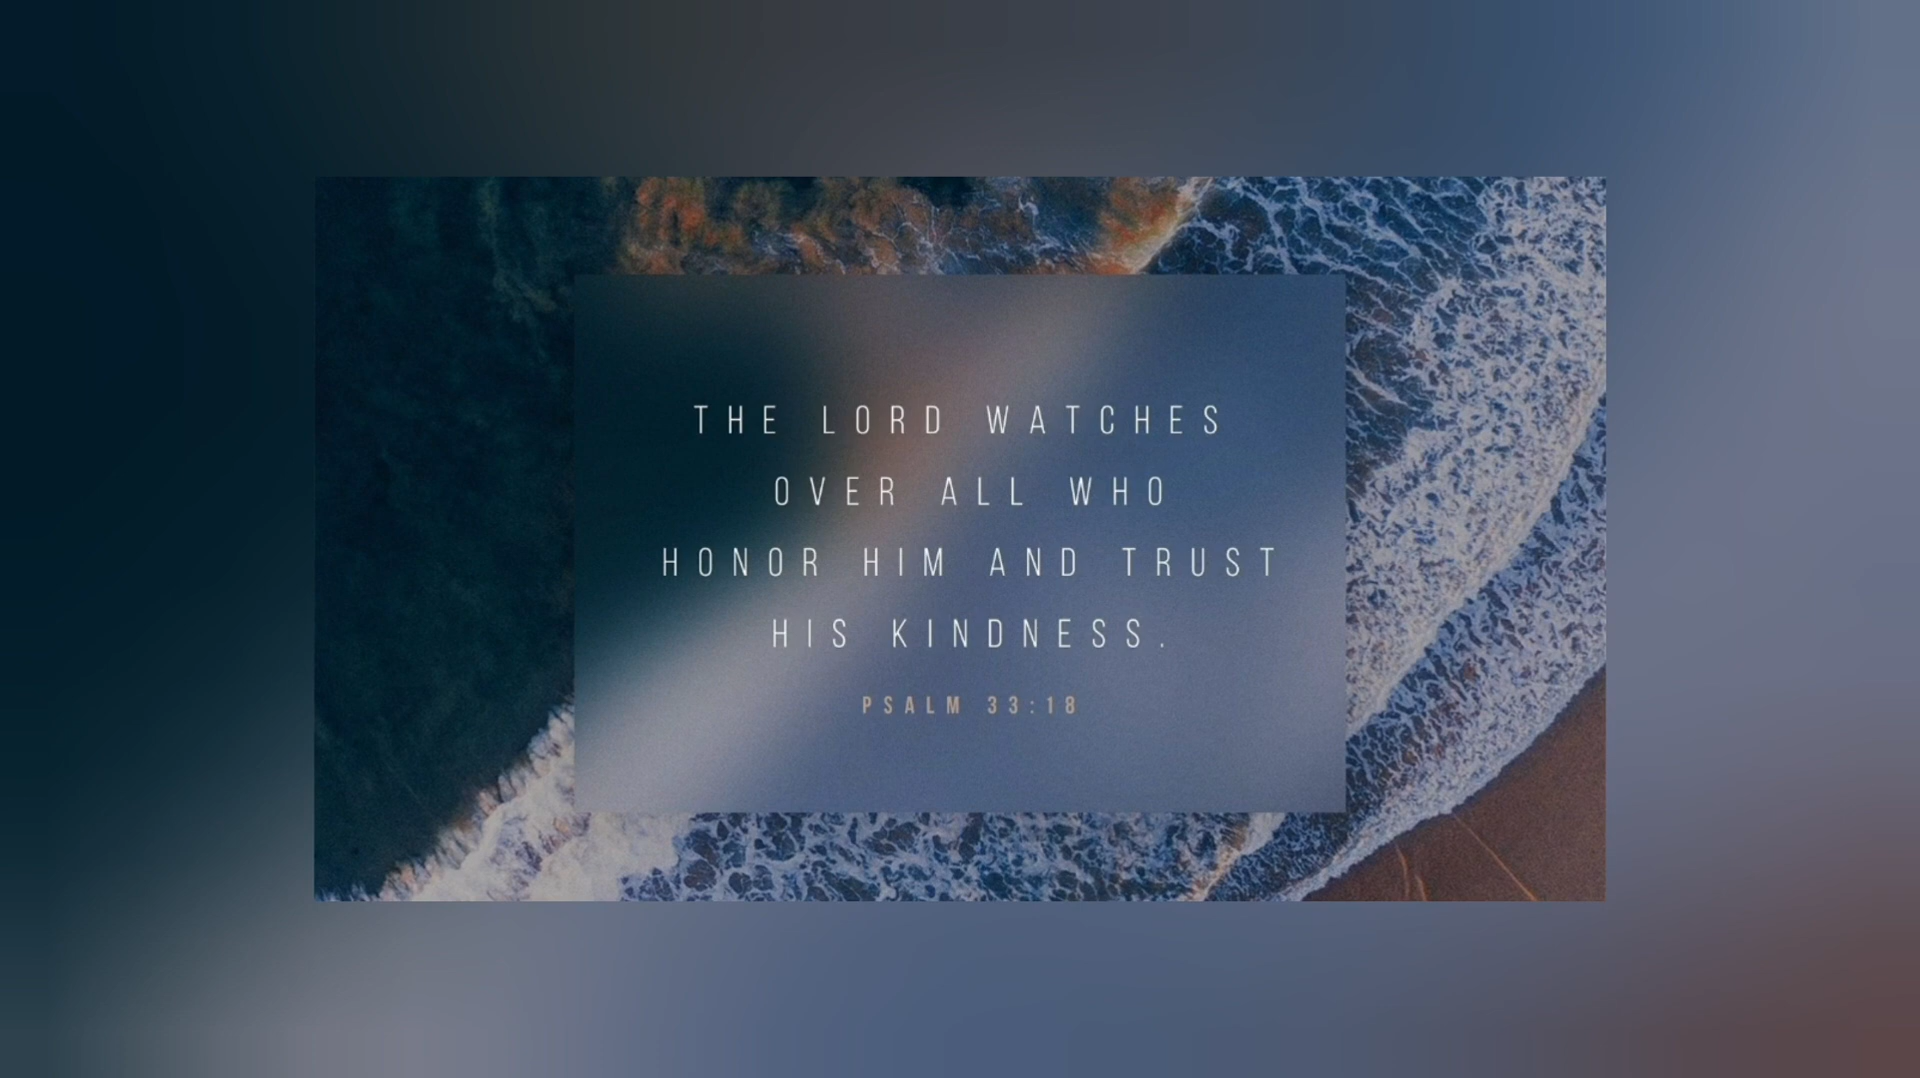 THE LORD WATCHES
OVER ALL WHO
HONOR HIM AND TRUST
HIS KINDNESS.
PSALM 33:18